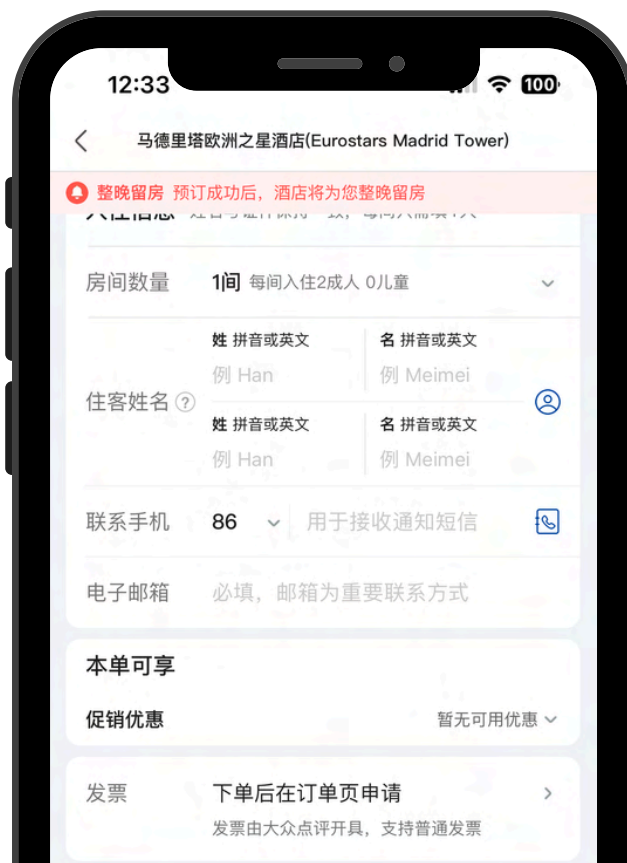 12:33
100
马德里塔欧洲之星酒店(Eurostars Madrid Tower)
整晚留房 预订成功后，酒店将为您整晚留房
房间数量 1间 每间入住2成人 0儿童
姓 拼音或英文 名 拼音或英文
例 Han 例 Meimei
住客姓名 ?
姓 拼音或英文 名 拼音或英文
例 Han 例 Meimei
联系手机 86 用于接收通知短信
电子邮箱 必填，邮箱为重要联系方式
本单可享
促销优惠 暂无可用优惠
发票 下单后在订单页申请
发票由大众点评开具，支持普通发票